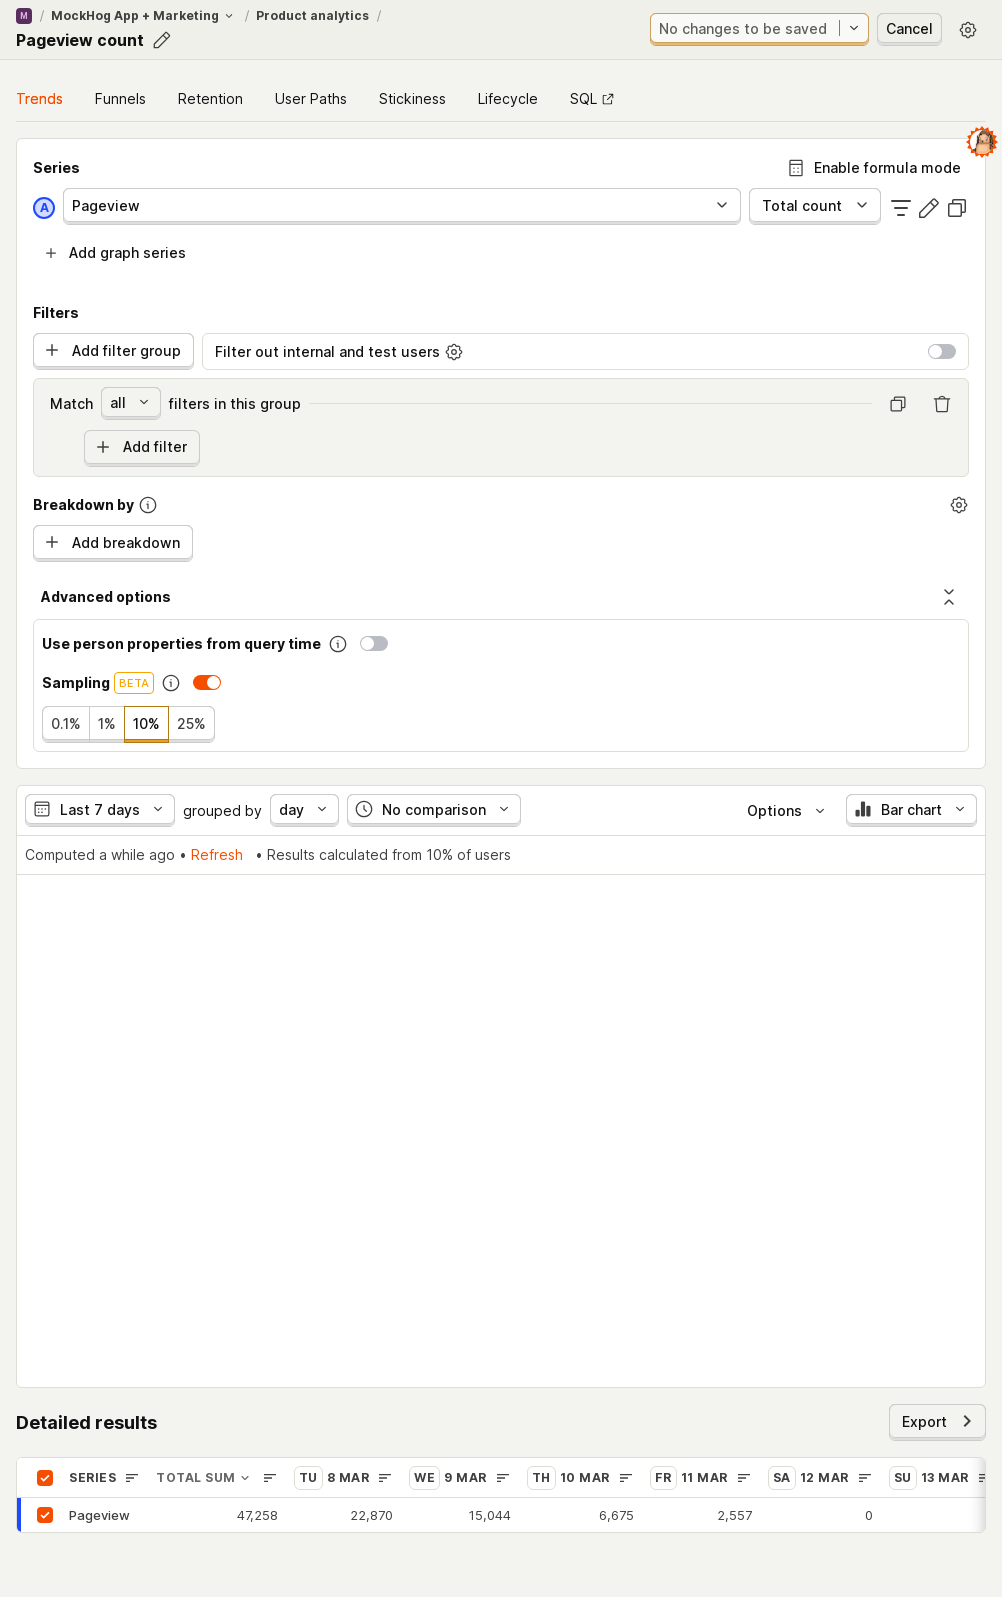 M / MockHog App + Marketing / Product analytics /
Pageview count
No changes to be saved
Cancel
Trends Funnels Retention User Paths Stickiness Lifecycle SQL
Series
Enable formula mode
A Pageview Total count
Add graph series
Filters
Add filter group Filter out internal and test users
Match all filters in this group
Add filter
Breakdown by
Add breakdown
Advanced options
Use person properties from query time
Sampling BETA
0.1% 1% 10% 25%
Last 7 days grouped by day No comparison Options Bar chart
Computed a while ago • Refresh • Results calculated from 10% of users
Detailed results
Export
SERIES TOTAL SUM TU 8 MAR WE 9 MAR TH 10 MAR FR 11 MAR SA 12 MAR SU 13 MAR
Pageview 47,258 22,870 15,044 6,675 2,557 0